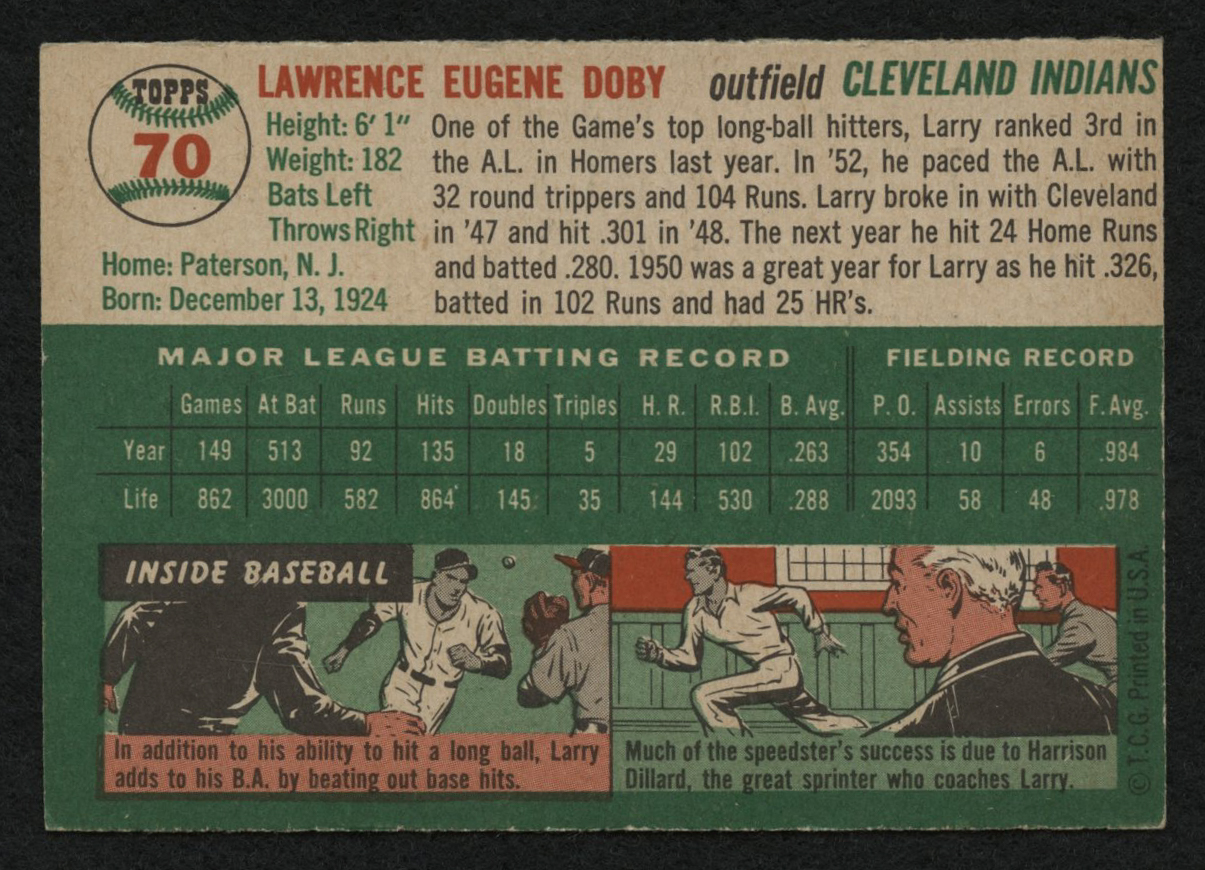 TOPPS
70
LAWRENCE EUGENE DOBY outfield CLEVELAND INDIANS
Height: 6' 1"
Weight: 182
Bats Left
Throws Right
Home: Paterson, N. J.
Born: December 13, 1924
One of the Game's top long-ball hitters, Larry ranked 3rd in
the A.L. in Homers last year. In '52, he paced the A.L. with
32 round trippers and 104 Runs. Larry broke in with Cleveland
in '47 and hit .301 in '48. The next year he hit 24 Home Runs
and batted .280. 1950 was a great year for Larry as he hit .326,
batted in 102 Runs and had 25 HR's.
MAJOR LEAGUE BATTING RECORD FIELDING RECORD
Games At Bat Runs Hits Doubles Triples H. R. R.B.I. B. Avg. P. O. Assists Errors F. Avg.
Year 149 513 92 135 18 5 29 102 .263 354 10 6 .984
Life 862 3000 582 864 145 35 144 530 .288 2093 58 48 .978
INSIDE BASEBALL
In addition to his ability to hit a long ball, Larry
adds to his B.A. by beating out base hits.
Much of the speedster's success is due to Harrison
Dillard, the great sprinter who coaches Larry.
© T. C. G. Printed in U.S.A.